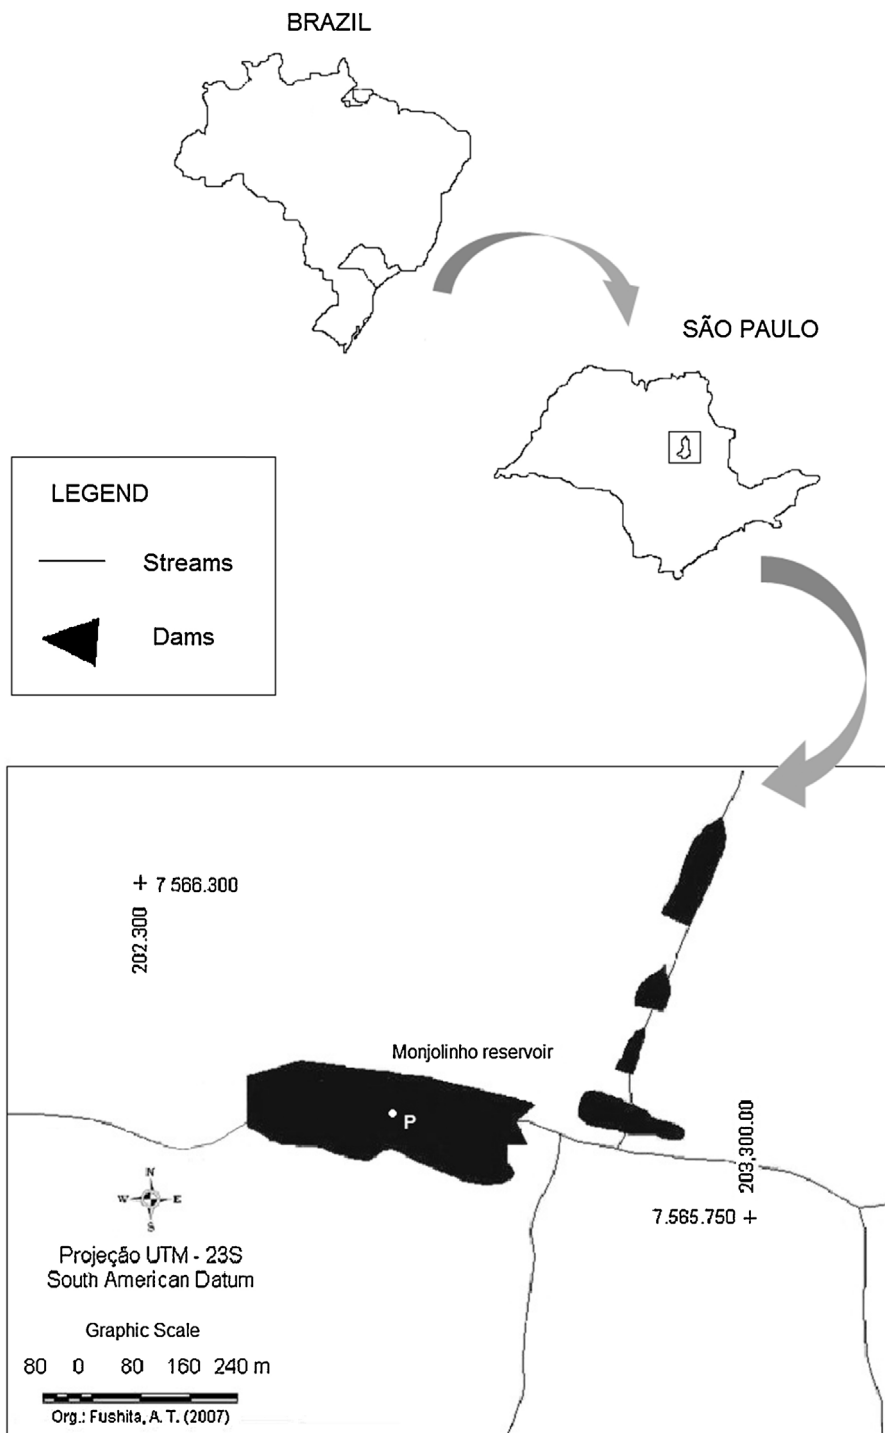 BRAZIL
SÃO PAULO
LEGEND
Streams
Dams
7 566.300
202.300
Monjolinho reservoir
P
203,300.00
7.565.750
N
W E
S
Projeção UTM - 23S
South American Datum
Graphic Scale
80 0 80 160 240 m
Org.: Fushita, A. T. (2007)